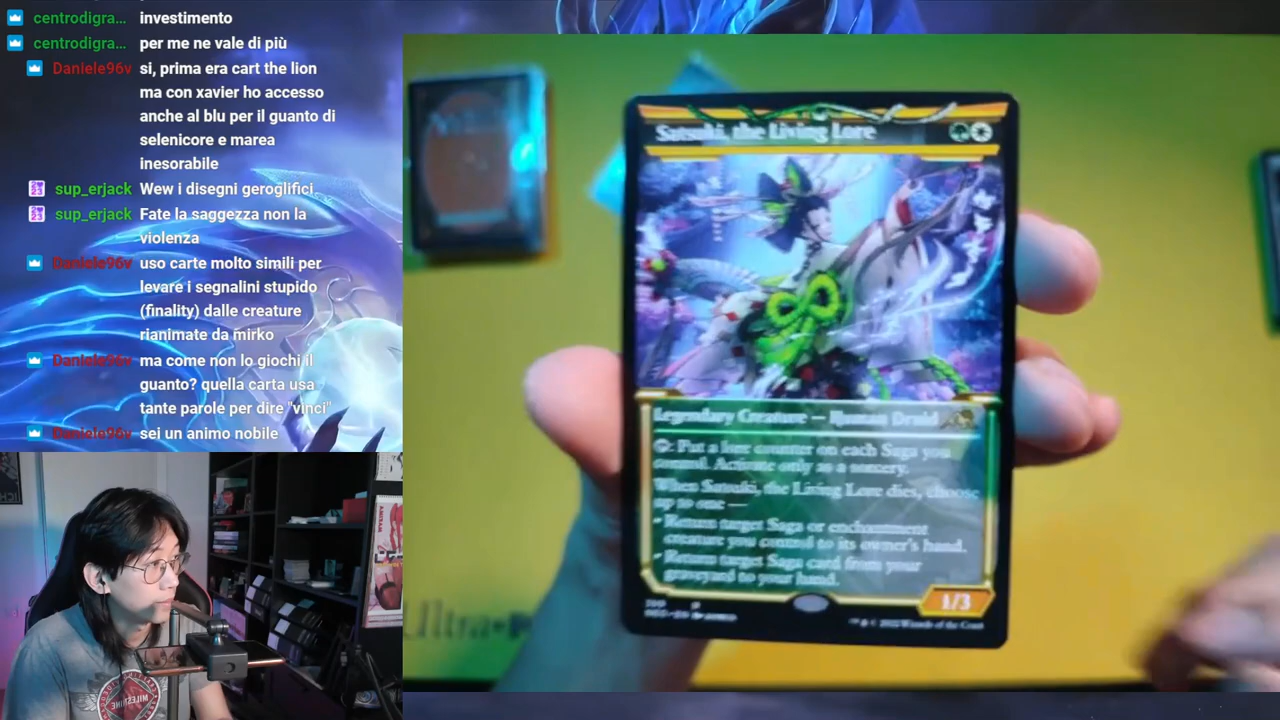 centrodigra... investimento
centrodigra... per me ne vale di più
Daniele96v si, prima era cart the lion
ma con xavier ho accesso
anche al blu per il guanto di
selenicore e marea
inesorabile
sup_erjack Wew i disegni geroglifici
sup_erjack Fate la saggezza non la
violenza
Daniele96v uso carte molto simili per
levare i segnalini stupido
(finality) dalle creature
rianimate da mirko
Daniele96v ma come non lo giochi il
guanto? quella carta usa
tante parole per dire "vinci"
Daniele96v sei un animo nobile
Satsuki, the Living Lore
Legendary Creature — Human Druid
: Put a lore counter on each Saga you
control. Activate only as a sorcery.
When Satsuki, the Living Lore dies, choose
up to one —
• Return target Saga or enchantment
creature you control to its owner's hand.
• Return target Saga card from your
graveyard to your hand.
1/3
Ultra
MILESTONE